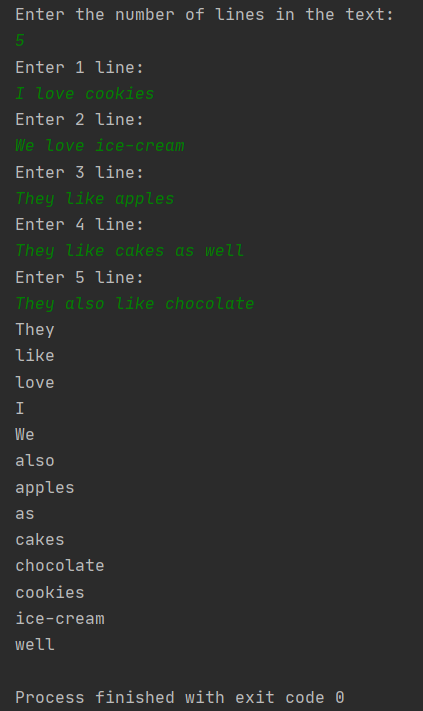 Enter the number of lines in the text:
5
Enter 1 line:
I love cookies
Enter 2 line:
We love ice-cream
Enter 3 line:
They like apples
Enter 4 line:
They like cakes as well
Enter 5 line:
They also like chocolate
They
like
love
I
We
also
apples
as
cakes
chocolate
cookies
ice-cream
well
Process finished with exit code 0